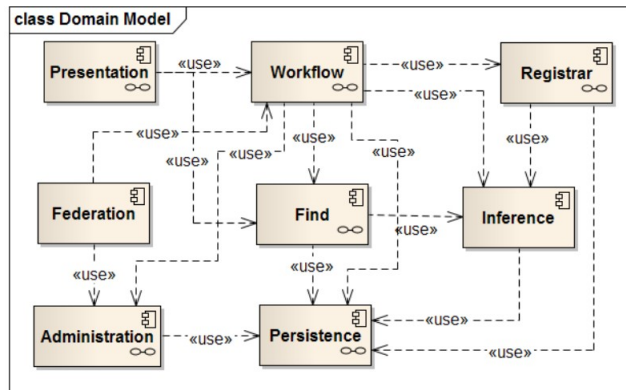 class Domain Model
Presentation
«use»
Workflow
«use»
Registrar
«use»
«use»
«use»
«use»
«use»
«use»
«use»
Federation
Find
«use»
Inference
«use»
«use»
«use»
Administration
«use»
Persistence
«use»